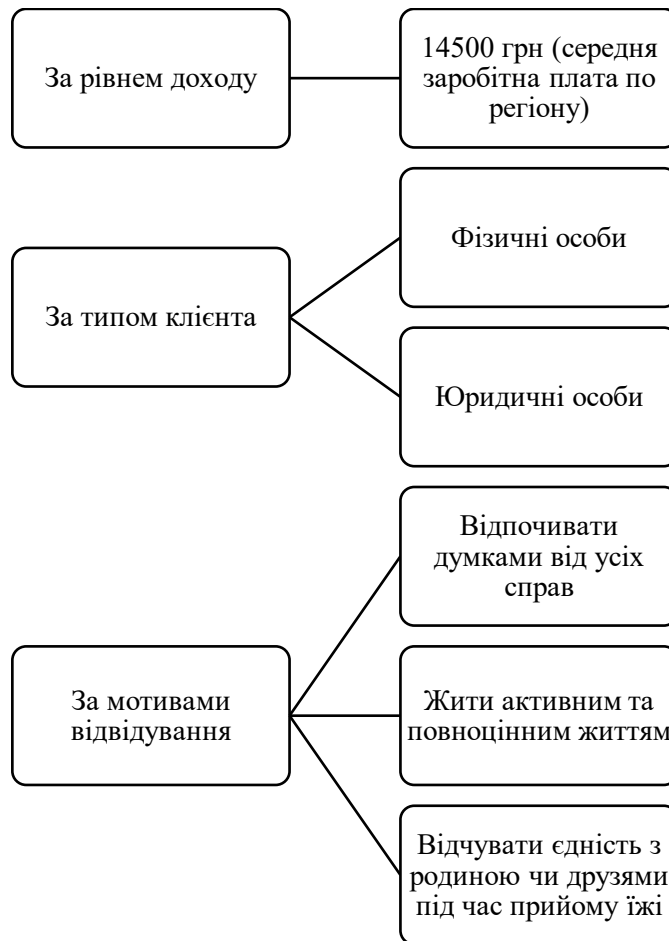 За рівнем доходу
14500 грн (середня
заробітна плата по
регіону)
За типом клієнта
Фізичні особи
Юридичні особи
За мотивами
відвідування
Відпочивати
думками від усіх
справ
Жити активним та
повноцінним життям
Відчувати єдність з
родиною чи друзями
під час прийому їжі